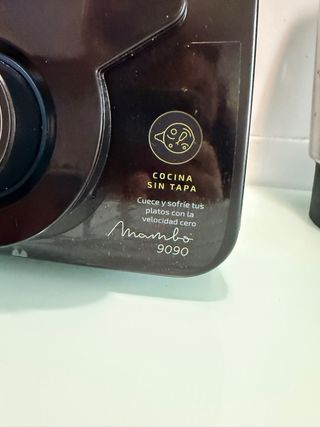 COCINA
SIN TAPA
Cuece y sofríe tus
platos con la
velocidad cero
Mambo
9090